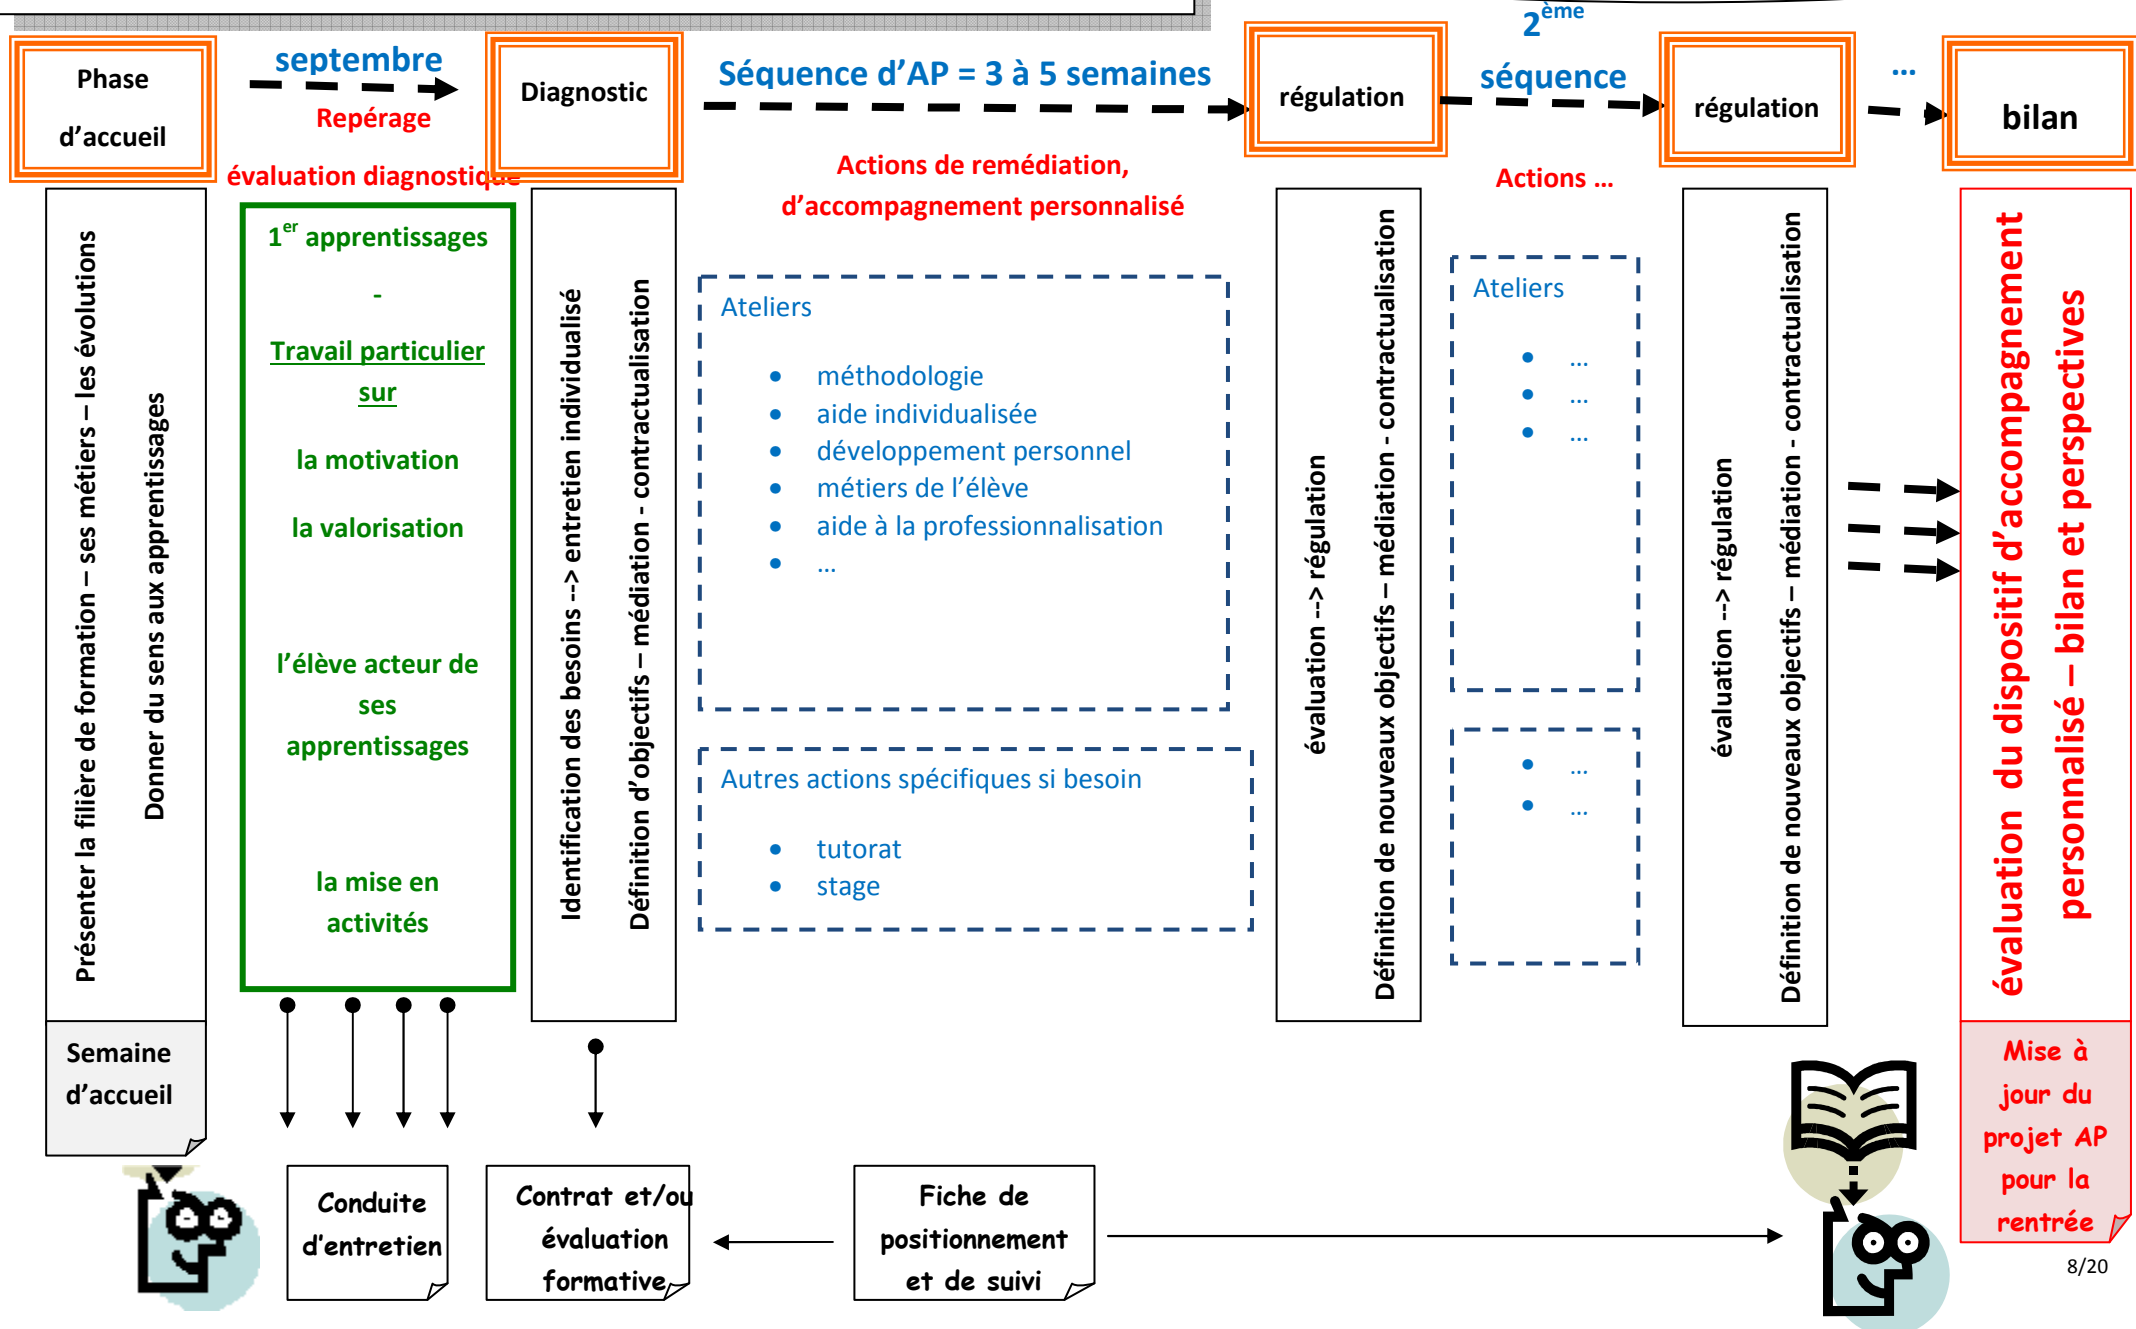 Phase
d’accueil
septembre
Repérage
évaluation diagnostique
Diagnostic
Séquence d’AP = 3 à 5 semaines
Actions de remédiation,
d’accompagnement personnalisé
régulation
2ème
séquence
Actions ...
régulation
...
bilan
Présenter la filière de formation – ses métiers – les évolutions
Donner du sens aux apprentissages
Semaine
d’accueil
1er apprentissages
-
Travail particulier
sur
la motivation
la valorisation
l’élève acteur de
ses
apprentissages
la mise en
activités
Identification des besoins --> entretien individualisé
Définition d’objectifs – médiation - contractualisation
Ateliers
• méthodologie
• aide individualisée
• développement personnel
• métiers de l’élève
• aide à la professionnalisation
• ...
Autres actions spécifiques si besoin
• tutorat
• stage
évaluation --> régulation
Définition de nouveaux objectifs – médiation - contractualisation
Ateliers
• ...
• ...
• ...
• ...
• ...
évaluation --> régulation
Définition de nouveaux objectifs – médiation - contractualisation
évaluation du dispositif d’accompagnement
personnalisé – bilan et perspectives
Mise à
jour du
projet AP
pour la
rentrée
Conduite
d’entretien
Contrat et/ou
évaluation
formative
Fiche de
positionnement
et de suivi
8/20